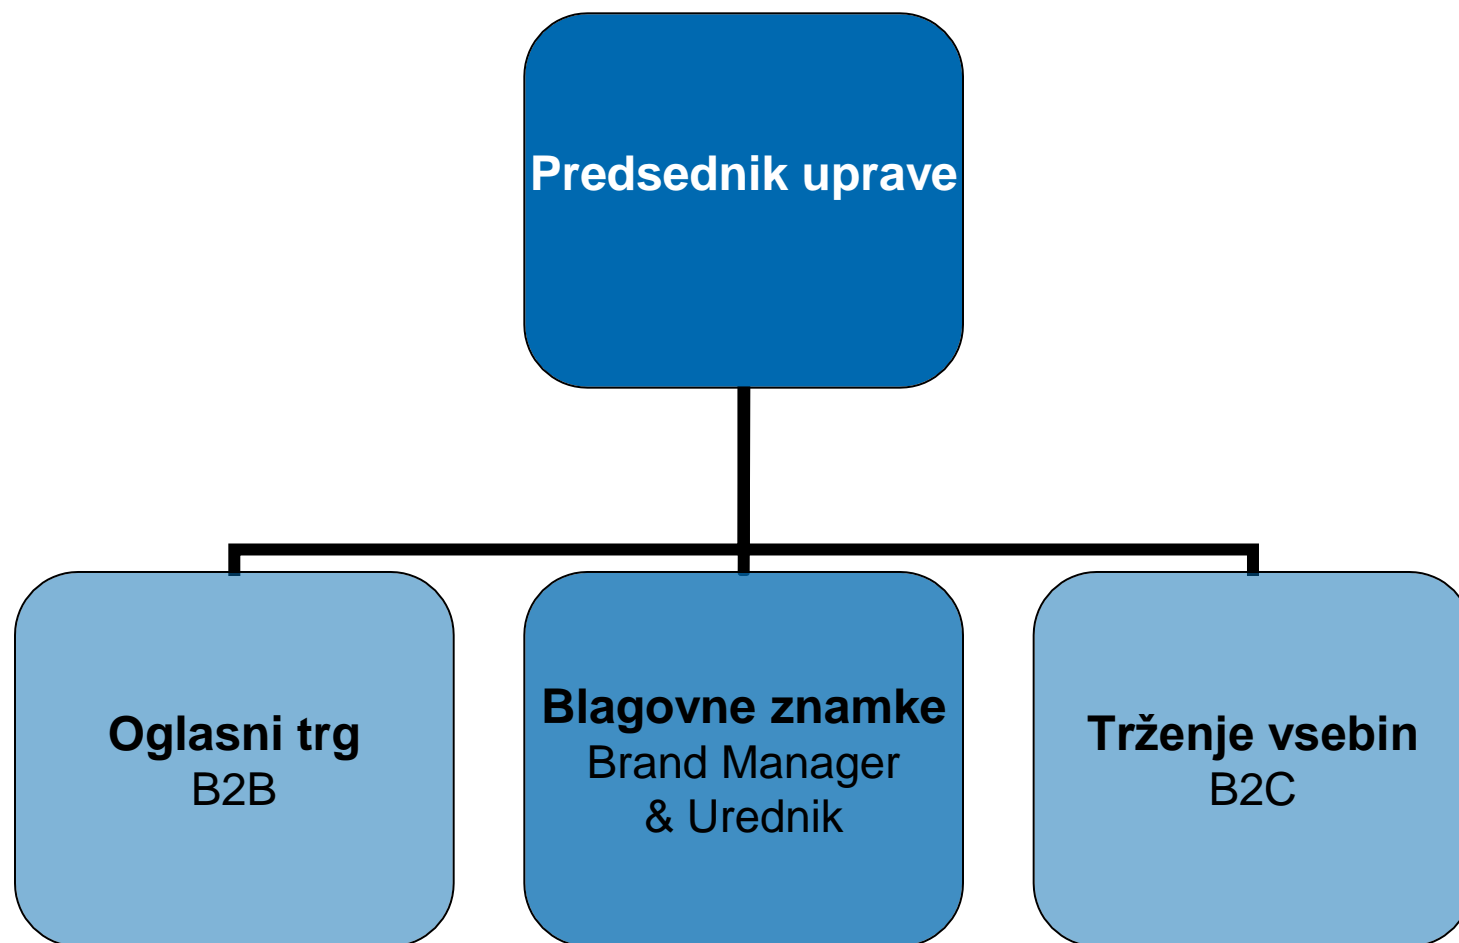 Predsednik uprave
Oglasni trg
B2B
Blagovne znamke
Brand Manager
& Urednik
Trženje vsebin
B2C